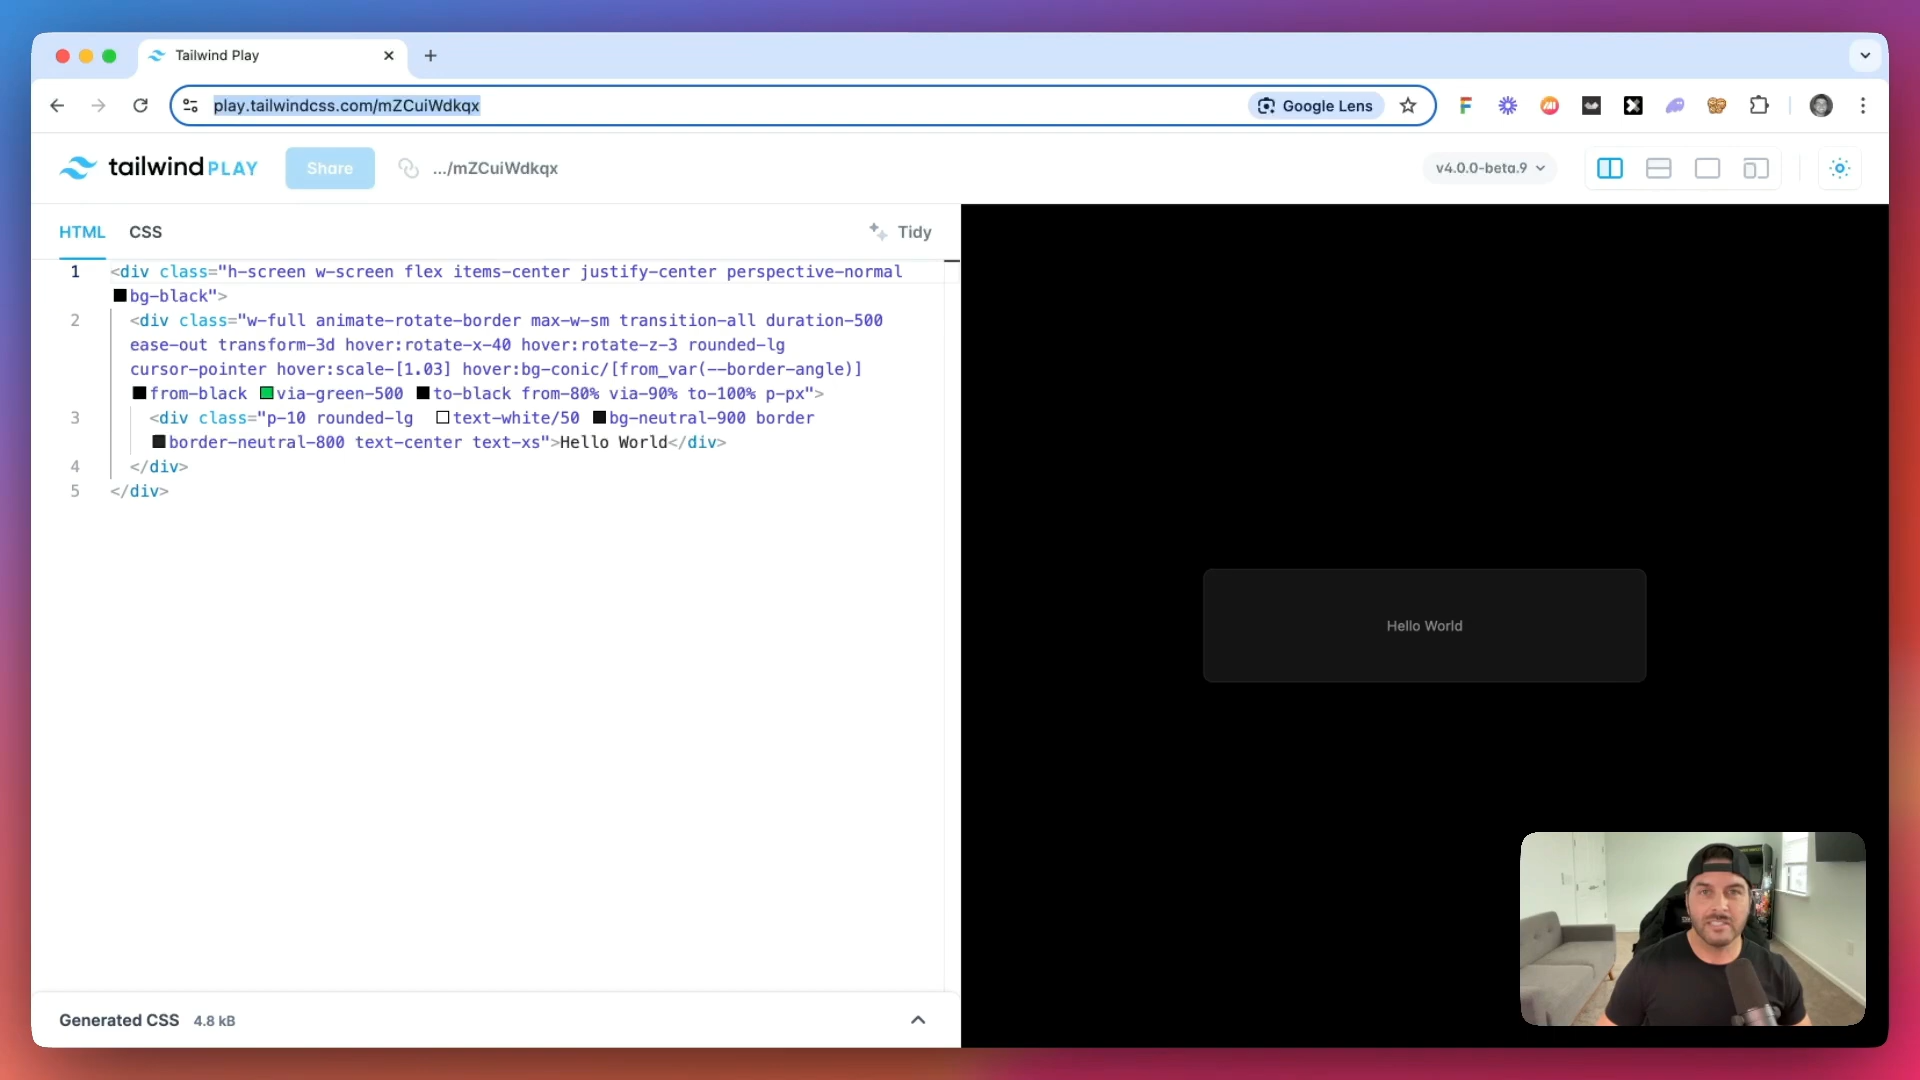 Tailwind Play
play.tailwindcss.com/mZCuiWdkqx
Google Lens
tailwind PLAY
Share
.../mZCuiWdkqx
v4.0.0-beta.9
HTML
CSS
Tidy
1 <div class="h-screen w-screen flex items-center justify-center perspective-normal
bg-black">
2 <div class="w-full animate-rotate-border max-w-sm transition-all duration-500
ease-out transform-3d hover:rotate-x-40 hover:rotate-z-3 rounded-lg
cursor-pointer hover:scale-[1.03] hover:bg-conic/[from_var(--border-angle)]
from-black via-green-500 to-black from-80% via-90% to-100% p-px">
3 <div class="p-10 rounded-lg text-white/50 bg-neutral-900 border
border-neutral-800 text-center text-xs">Hello World</div>
4 </div>
5 </div>
Hello World
Generated CSS 4.8 kB